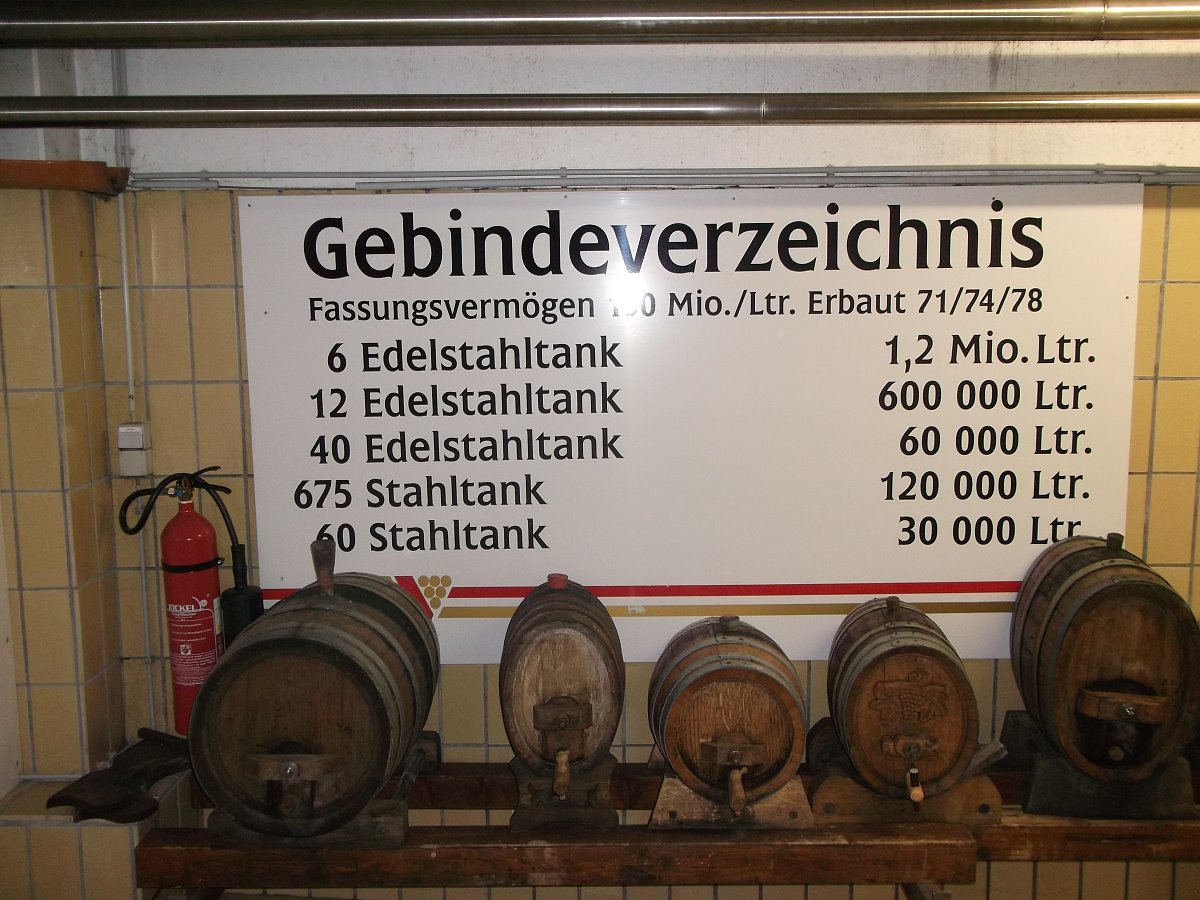 Gebindeverzeichnis
Fassungsvermögen Mio./Ltr. Erbaut 71/74/78
6 Edelstahltank 1,2 Mio. Ltr.
12 Edelstahltank 600 000 Ltr.
40 Edelstahltank 60 000 Ltr.
675 Stahltank 120 000 Ltr.
60 Stahltank 30 000 Ltr.
JOCKEL